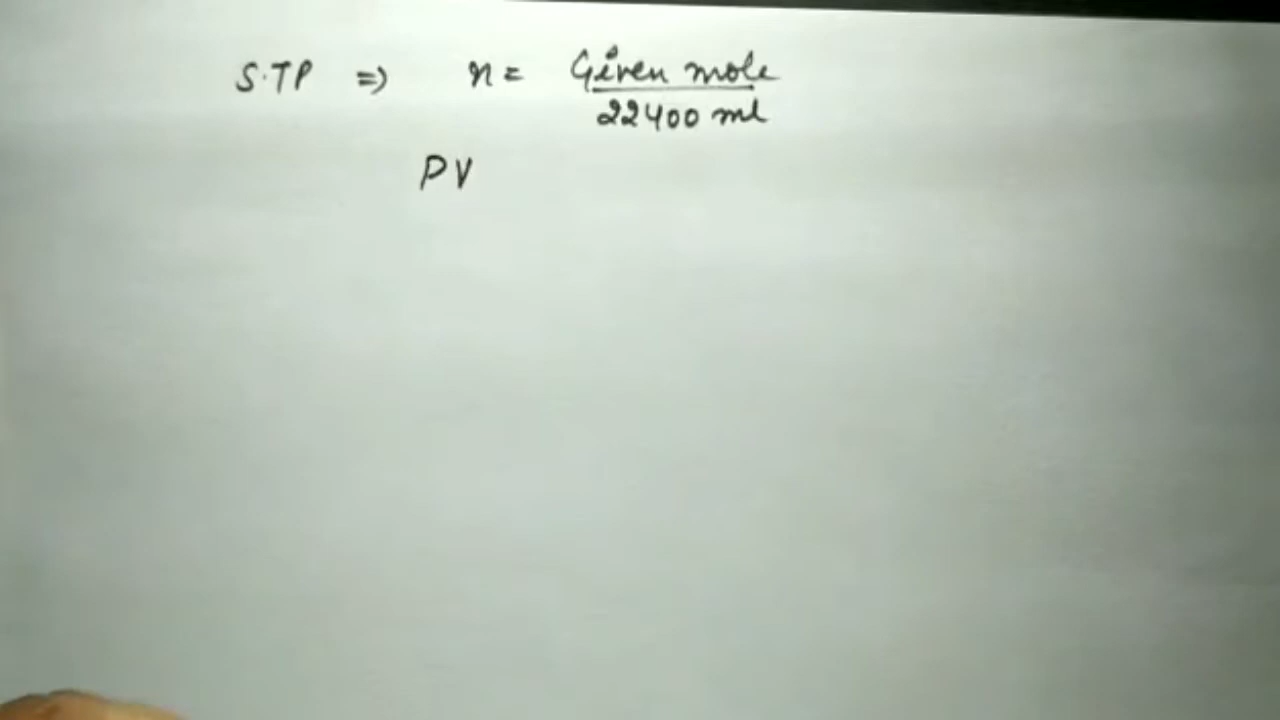 S.TP => n = Given mole
22400 ml
PV